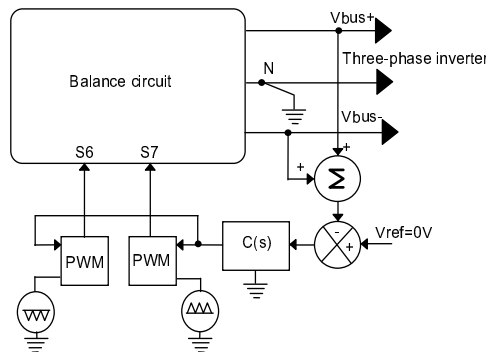 Vbus+
Three-phase inverter
N
Balance circuit
Vbus-
S6 S7
+
+
Σ
Vref=0V
-
+
C(s)
PWM PWM